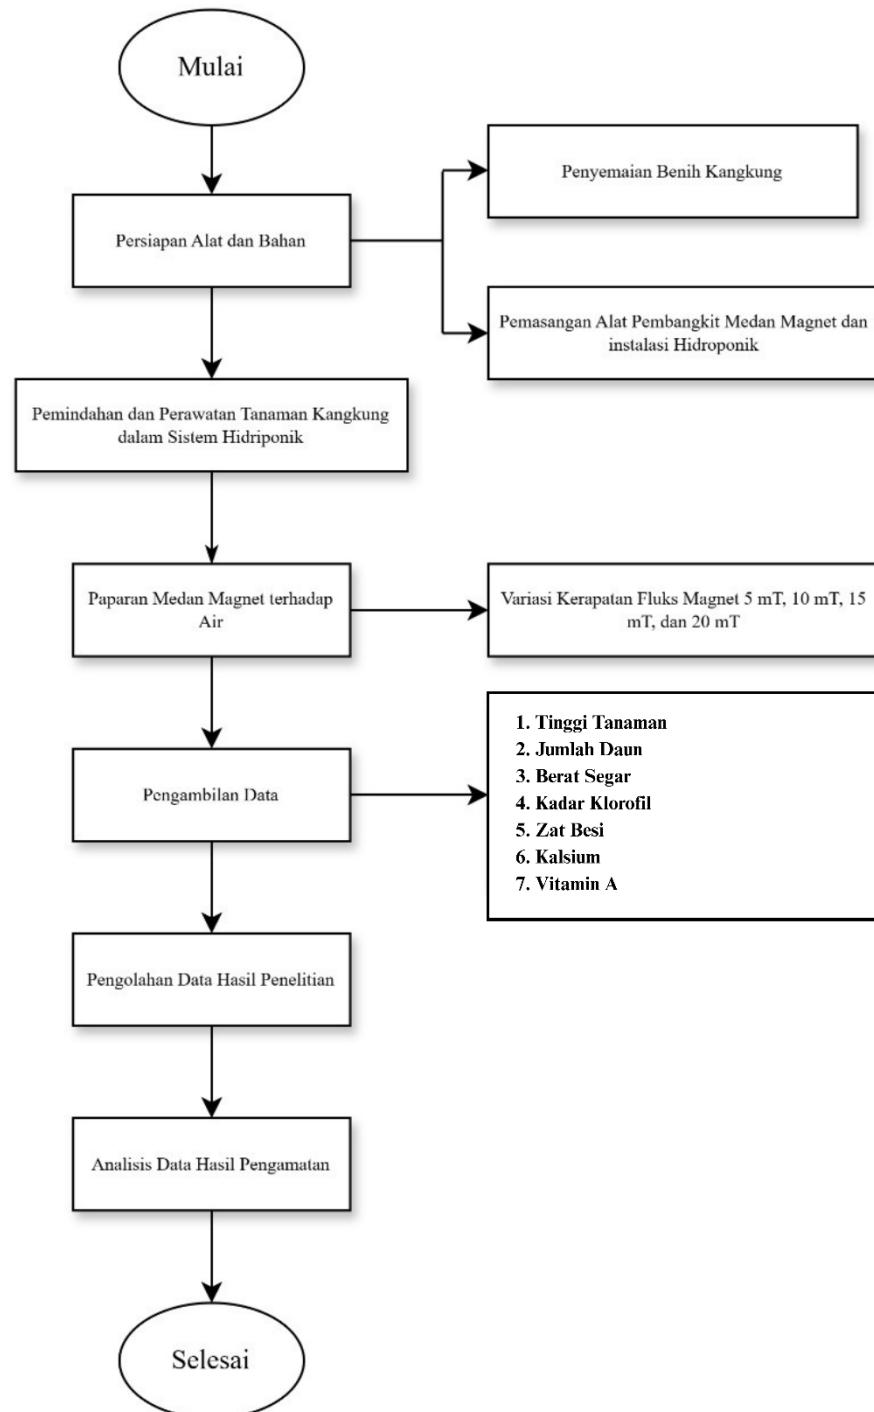 Mulai
Penyemaian Benih Kangkung
Persiapan Alat dan Bahan
Pemasangan Alat Pembangkit Medan Magnet dan
instalasi Hidroponik
Pemindahan dan Perawatan Tanaman Kangkung
dalam Sistem Hidriponik
Paparan Medan Magnet terhadap
Air
Variasi Kerapatan Fluks Magnet 5 mT, 10 mT, 15
mT, dan 20 mT
Pengambilan Data
1. Tinggi Tanaman
2. Jumlah Daun
3. Berat Segar
4. Kadar Klorofil
5. Zat Besi
6. Kalsium
7. Vitamin A
Pengolahan Data Hasil Penelitian
Analisis Data Hasil Pengamatan
Selesai